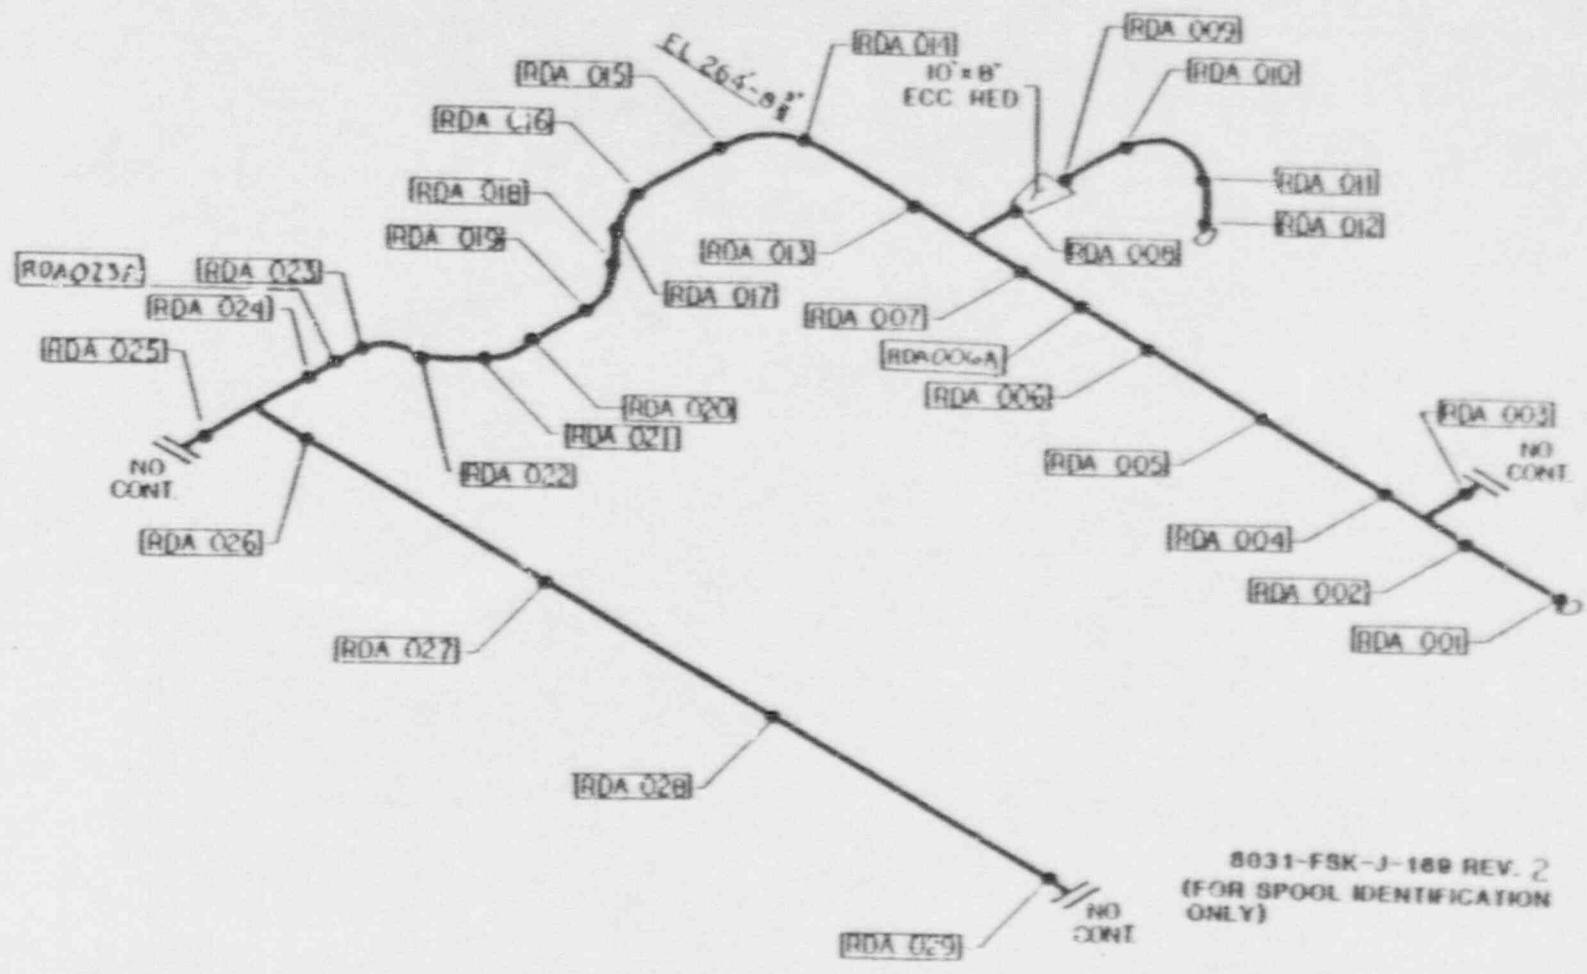 RDA 009
RDA 014
EL 264'-8⅝"
RDA 015
10" x 8"
ECC RED
RDA 010
RDA 016
RDA 018
RDA 011
RDA 012
RDA 019
RDA 013
RDA 008
RDA 023
RDA 017
RDA 024
RDA 007
RDA 025
RDA006A
RDA 006
RDA 020
RDA 021
RDA 003
NO
CONT.
RDA 005
NO
CONT.
RDA 022
RDA 026
RDA 004
RDA 002
RDA 027
RDA 001
RDA 028
8031-FSK-J-169 REV. 2
(FOR SPOOL IDENTIFICATION
ONLY)
NO
CONT.
RDA 029